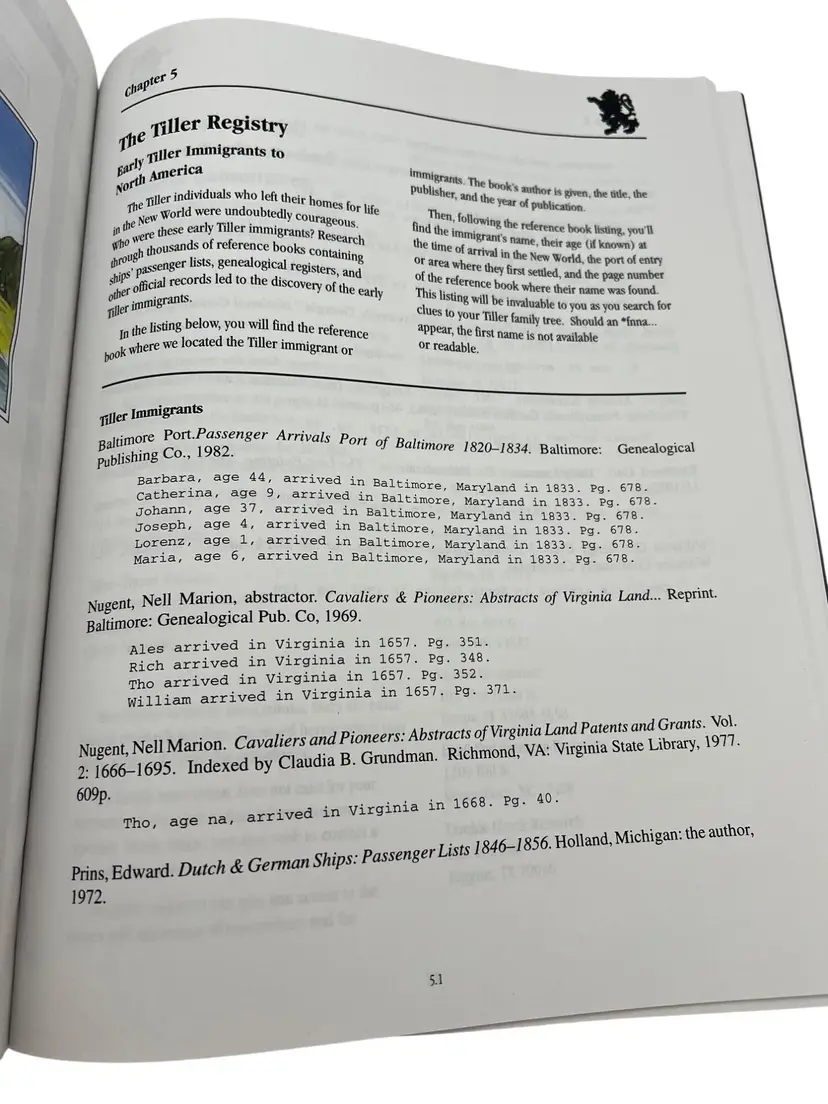 Chapter 5
The Tiller Registry
Early Tiller Immigrants to
North America
The Tiller individuals who left their homes for life
in the New World were undoubtedly courageous.
Who were these early Tiller immigrants? Research
through thousands of reference books containing
ships' passenger lists, genealogical registers, and
other official records led to the discovery of the early
Tiller immigrants.
In the listing below, you will find the reference
book where we located the Tiller immigrant or
immigrants. The book's author is given, the title, the
publisher, and the year of publication.
Then, following the reference book listing, you'll
find the immigrant's name, their age (if known) at
the time of arrival in the New World, the port of entry
or area where they first settled, and the page number
of the reference book where their name was found.
This listing will be invaluable to you as you search for
clues to your Tiller family tree. Should an *fnna...
appear, the first name is not available
or readable.
Tiller Immigrants
Baltimore Port.Passenger Arrivals Port of Baltimore 1820–1834. Baltimore: Genealogical
Publishing Co., 1982.
Barbara, age 44, arrived in Baltimore, Maryland in 1833. Pg. 678.
Catherina, age 9, arrived in Baltimore, Maryland in 1833. Pg. 678.
Johann, age 37, arrived in Baltimore, Maryland in 1833. Pg. 678.
Joseph, age 4, arrived in Baltimore, Maryland in 1833. Pg. 678.
Lorenz, age 1, arrived in Baltimore, Maryland in 1833. Pg. 678.
Maria, age 6, arrived in Baltimore, Maryland in 1833. Pg. 678.
Nugent, Nell Marion, abstractor. Cavaliers & Pioneers: Abstracts of Virginia Land... Reprint.
Baltimore: Genealogical Pub. Co, 1969.
Ales arrived in Virginia in 1657. Pg. 351.
Rich arrived in Virginia in 1657. Pg. 348.
Tho arrived in Virginia in 1657. Pg. 352.
William arrived in Virginia in 1657. Pg. 371.
Nugent, Nell Marion. Cavaliers and Pioneers: Abstracts of Virginia Land Patents and Grants. Vol.
2: 1666–1695. Indexed by Claudia B. Grundman. Richmond, VA: Virginia State Library, 1977.
609p.
Tho, age na, arrived in Virginia in 1668. Pg. 40.
Prins, Edward. Dutch & German Ships: Passenger Lists 1846–1856. Holland, Michigan: the author,
1972.
5.1